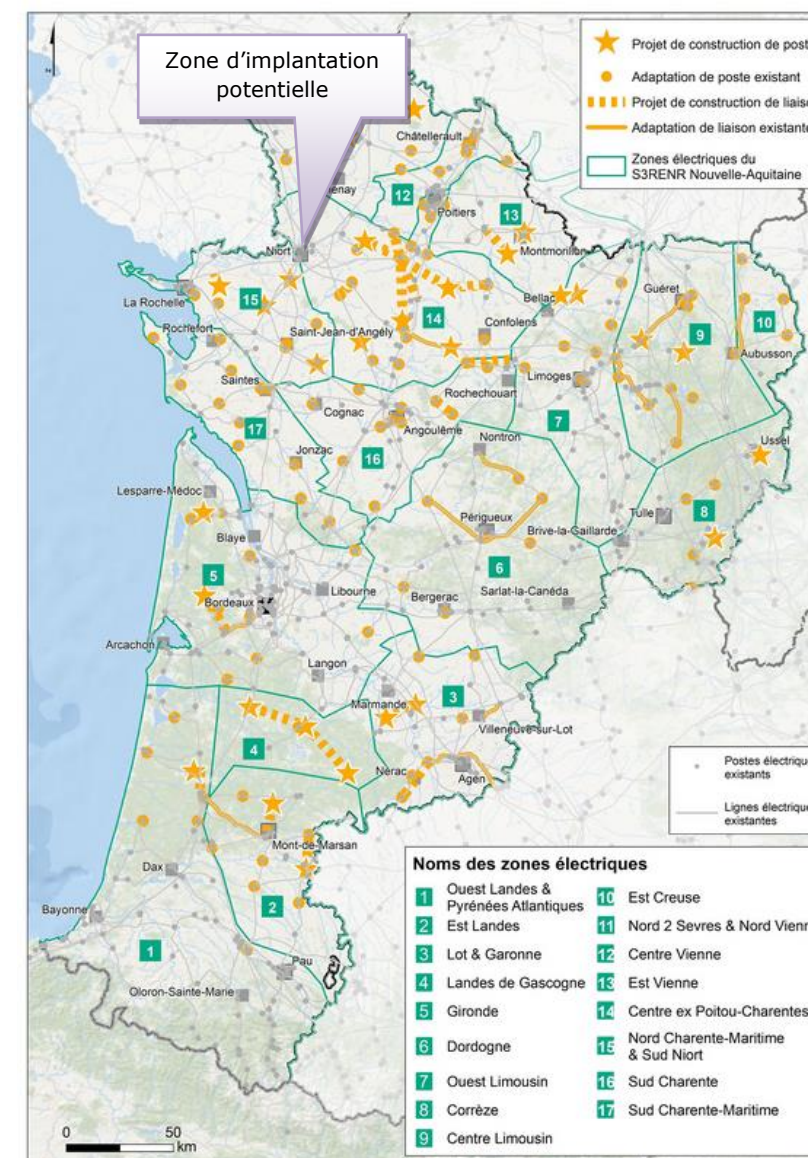 Zone d'implantation
potentielle
Projet de construction de post
Adaptation de poste existant
Projet de construction de liais
Adaptation de liaison existante
Zones électriques du
S3RENR Nouvelle-Aquitaine
Châtellerault
12
Poitiers
13
Montmorillon
Niort
La Rochelle
15
Rochefort
Saint-Jean-d'Angély
14
Bellac
Confolens
Guéret
9
10
Aubusson
Saintes
Cognac
Angoulême
Rochechouart
Limoges
7
17
Jonzac
16
Nontron
Ussel
Lesparre-Médoc
Blaye
Périgueux
Brive-la-Gaillarde
Tulle
8
5
Bordeaux
Libourne
Bergerac
6
Sarlat-la-Canéda
Arcachon
Langon
Marmande
3
Villeneuve-sur-Lot
4
Nérac
Agen
Postes électrique
existants
Lignes électrique
existantes
Mont-de-Marsan
Dax
2
Bayonne
1
Pau
Oloron-Sainte-Marie
Noms des zones électriques
1 Ouest Landes &
Pyrénées Atlantiques
2 Est Landes
3 Lot & Garonne
4 Landes de Gascogne
5 Gironde
6 Dordogne
7 Ouest Limousin
8 Corrèze
9 Centre Limousin
10 Est Creuse
11 Nord 2 Sevres & Nord Vienn
12 Centre Vienne
13 Est Vienne
14 Centre ex Poitou-Charentes
15 Nord Charente-Maritime
& Sud Niort
16 Sud Charente
17 Sud Charente-Maritime
0 50
km